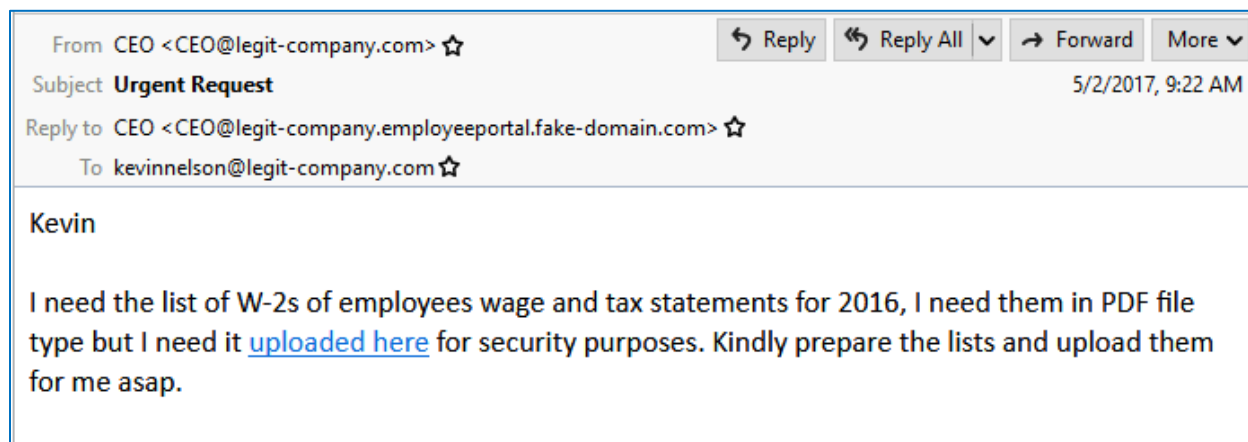 From CEO <CEO@legit-company.com> Reply Reply All Forward More
Subject Urgent Request 5/2/2017, 9:22 AM
Reply to CEO <CEO@legit-company.employeeportal.fake-domain.com>
To kevinnelson@legit-company.com
Kevin
I need the list of W-2s of employees wage and tax statements for 2016, I need them in PDF file
type but I need it uploaded here for security purposes. Kindly prepare the lists and upload them
for me asap.